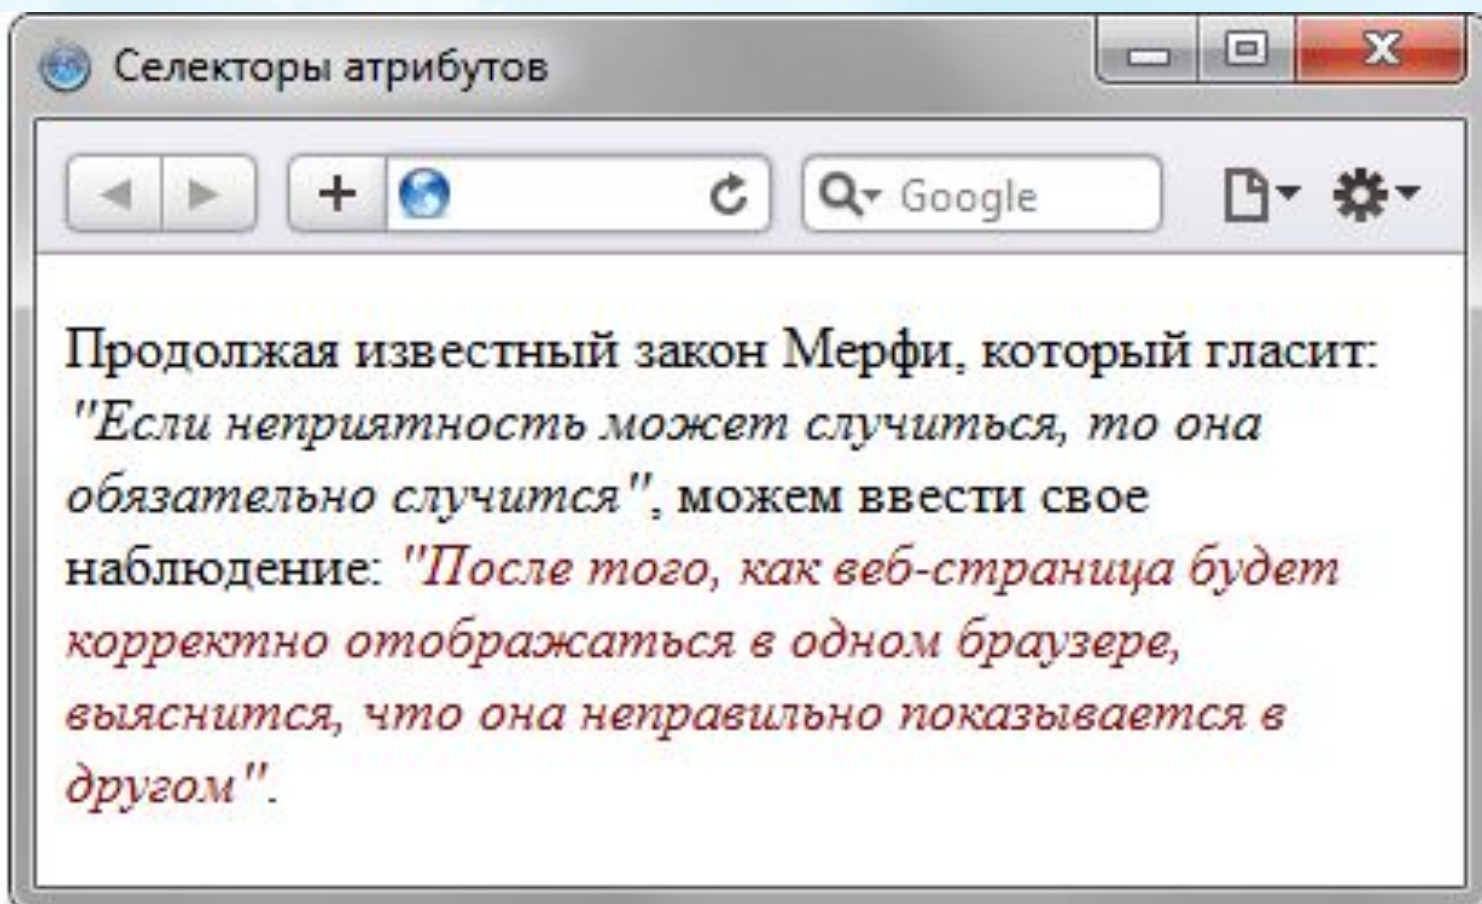 Селекторы атрибутов
Google
Продолжая известный закон Мерфи, который гласит:
"Если неприятность может случиться, то она
обязательно случится", можем ввести свое
наблюдение: "После того, как веб-страница будет
корректно отображаться в одном браузере,
выяснится, что она неправильно показывается в
другом".